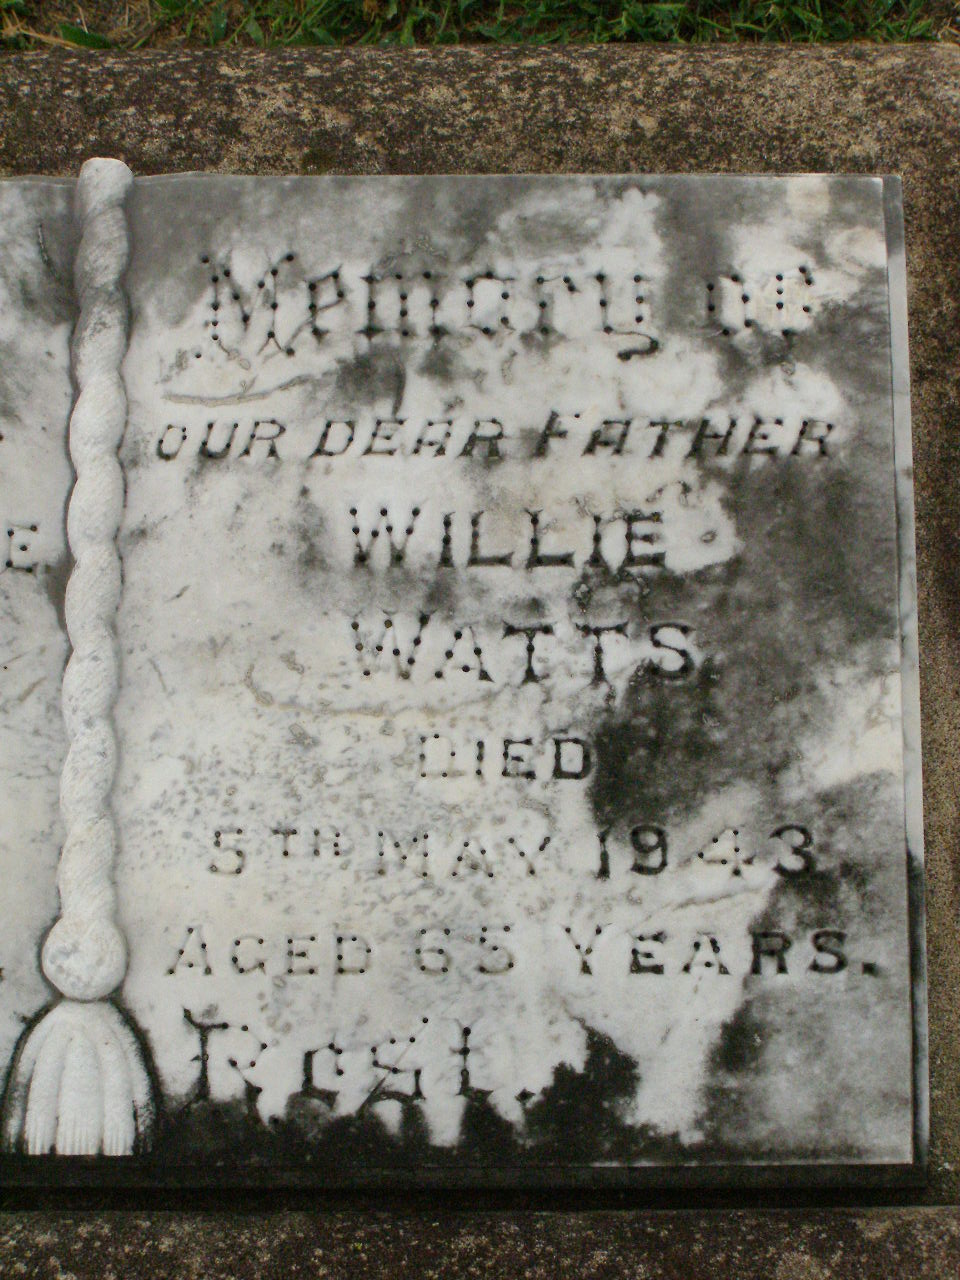 Memory of
OUR DEAR FATHER
WILLIE
WATTS
DIED
5TH MAY 1943
AGED 65 YEARS.
Rest.